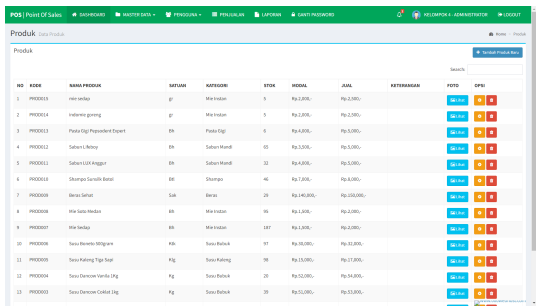 POS | Point Of Sales DASHBOARD MASTER DATA PENGGUNA PENJUALAN LAPORAN GANTI PASSWORD KELOMPOK 4 - ADMINISTRATOR LOGOUT
Produk Data Produk Home > Produk
Produk + Tambah Produk Baru
Search:
NO KODE NAMA PRODUK SATUAN KATEGORI STOK MODAL JUAL KETERANGAN FOTO OPSI
1 PROD015 mie sedap gr Mie Instan 5 Rp.2,000,- Rp.2,500,- Lihat
2 PROD014 indomie goreng gr Mie Instan 5 Rp.2,000,- Rp.2,500,- Lihat
3 PROD013 Pasta Gigi Pepsodent Expert Bh Pasta Gigi 6 Rp.4,000,- Rp.5,000,- Lihat
4 PROD012 Sabun Lifeboy Bh Sabun Mandi 65 Rp.3,500,- Rp.5,000,- Lihat
5 PROD011 Sabun LUX Anggur Bh Sabun Mandi 32 Rp.4,000,- Rp.5,000,- Lihat
6 PROD010 Shampo Sunsilk Botol BK Shampo 46 Rp.7,000,- Rp.8,000,- Lihat
7 PROD009 Beras Sehat Sak Beras 29 Rp.140,000,- Rp.150,000,- Lihat
8 PROD008 Mie Soto Medan Bh Mie Instan 95 Rp.1,500,- Rp.2,000,- Lihat
9 PROD007 Mie Sedap Bh Mie Instan 187 Rp.1,500,- Rp.2,000,- Lihat
10 PROD006 Susu Boneto 500gram Klk Susu Bubuk 97 Rp.30,000,- Rp.32,000,- Lihat
11 PROD005 Susu Kaleng Tiga Sapi Klg Susu Kaleng 98 Rp.15,000,- Rp.17,000,- Lihat
12 PROD004 Susu Dancow Vanila 1Kg Kg Susu Bubuk 20 Rp.52,000,- Rp.54,000,- Lihat
13 PROD003 Susu Dancow Coklat 1kg Kg Susu Bubuk 39 Rp.51,000,- Rp.53,000,- Lihat